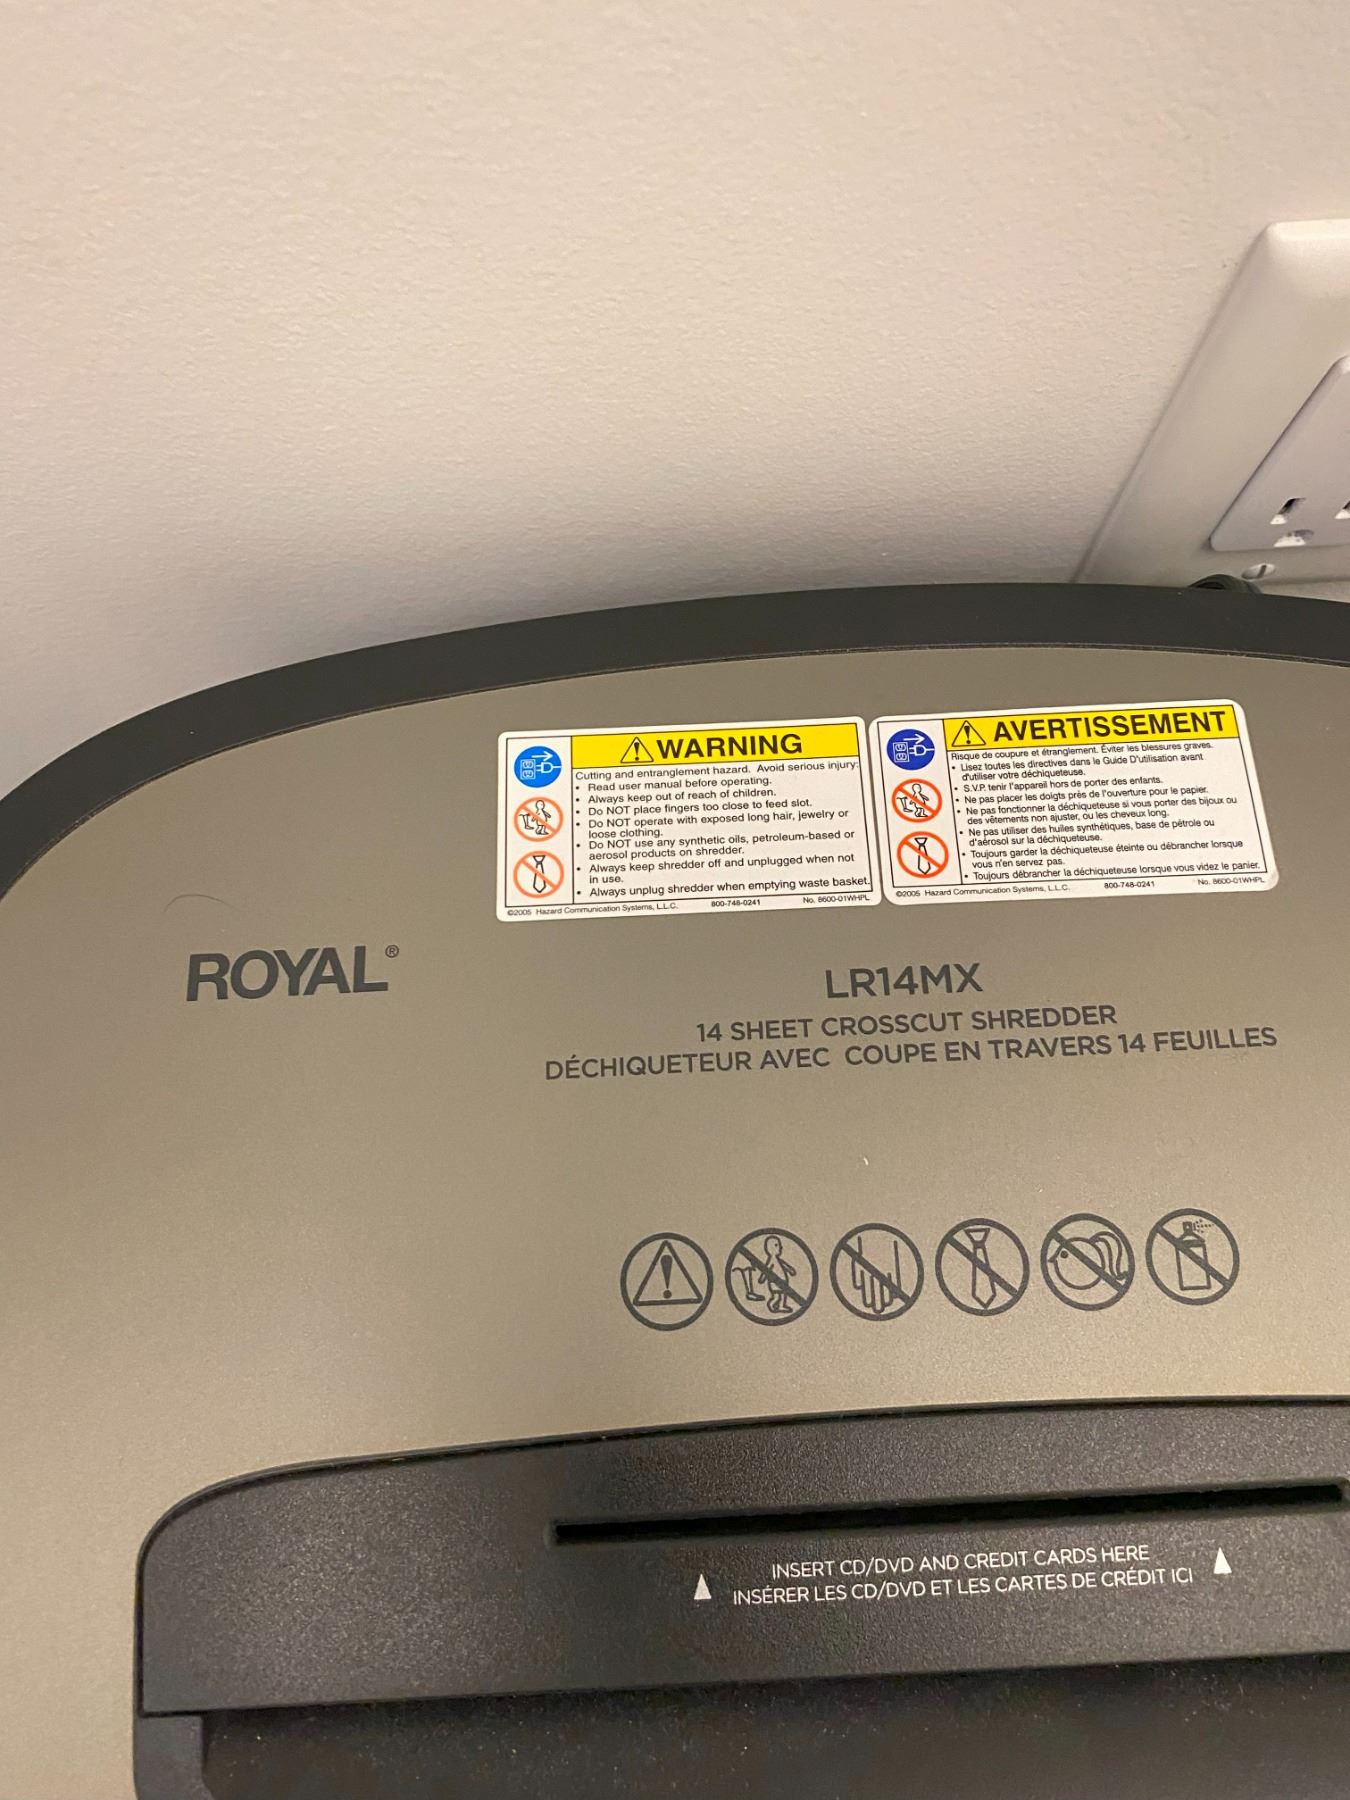 WARNING
Cutting and entranglement hazard. Avoid serious injury:
• Read user manual before operating.
• Always keep out of reach of children.
• Do NOT place fingers too close to feed slot.
• Do NOT operate with exposed long hair, jewelry or
loose clothing.
• Do NOT use any synthetic oils, petroleum-based or
aerosol products on shredder.
• Always keep shredder off and unplugged when not
in use.
• Always unplug shredder when emptying waste basket.
©2005 Hazard Communication Systems, L.L.C. 800-748-0241 No. 8600-01WHPL
AVERTISSEMENT
Risque de coupure et étranglement. Éviter les blessures graves.
• Lisez toutes les directives dans le Guide D'utilisation avant
d'utiliser votre déchiqueteuse.
• S.V.P. tenir l'appareil hors de porter des enfants.
• Ne pas placer les doigts près de l'ouverture pour le papier.
• Ne pas fonctionner la déchiqueteuse si vous porter des bijoux ou
des vêtements non ajuster, ou les cheveux long.
• Ne pas utiliser des huiles synthétiques, base de pétrole ou
d'aérosol sur la déchiqueteuse.
• Toujours garder la déchiqueteuse éteinte ou débrancher lorsque
vous n'en servez pas.
• Toujours débrancher la déchiqueteuse lorsque vous videz le panier.
©2005 Hazard Communication Systems, L.L.C. 800-748-0241 No. 8600-01WHPL
ROYAL®
LR14MX
14 SHEET CROSSCUT SHREDDER
DÉCHIQUETEUR AVEC COUPE EN TRAVERS 14 FEUILLES
INSERT CD/DVD AND CREDIT CARDS HERE
INSÉRER LES CD/DVD ET LES CARTES DE CRÉDIT ICI